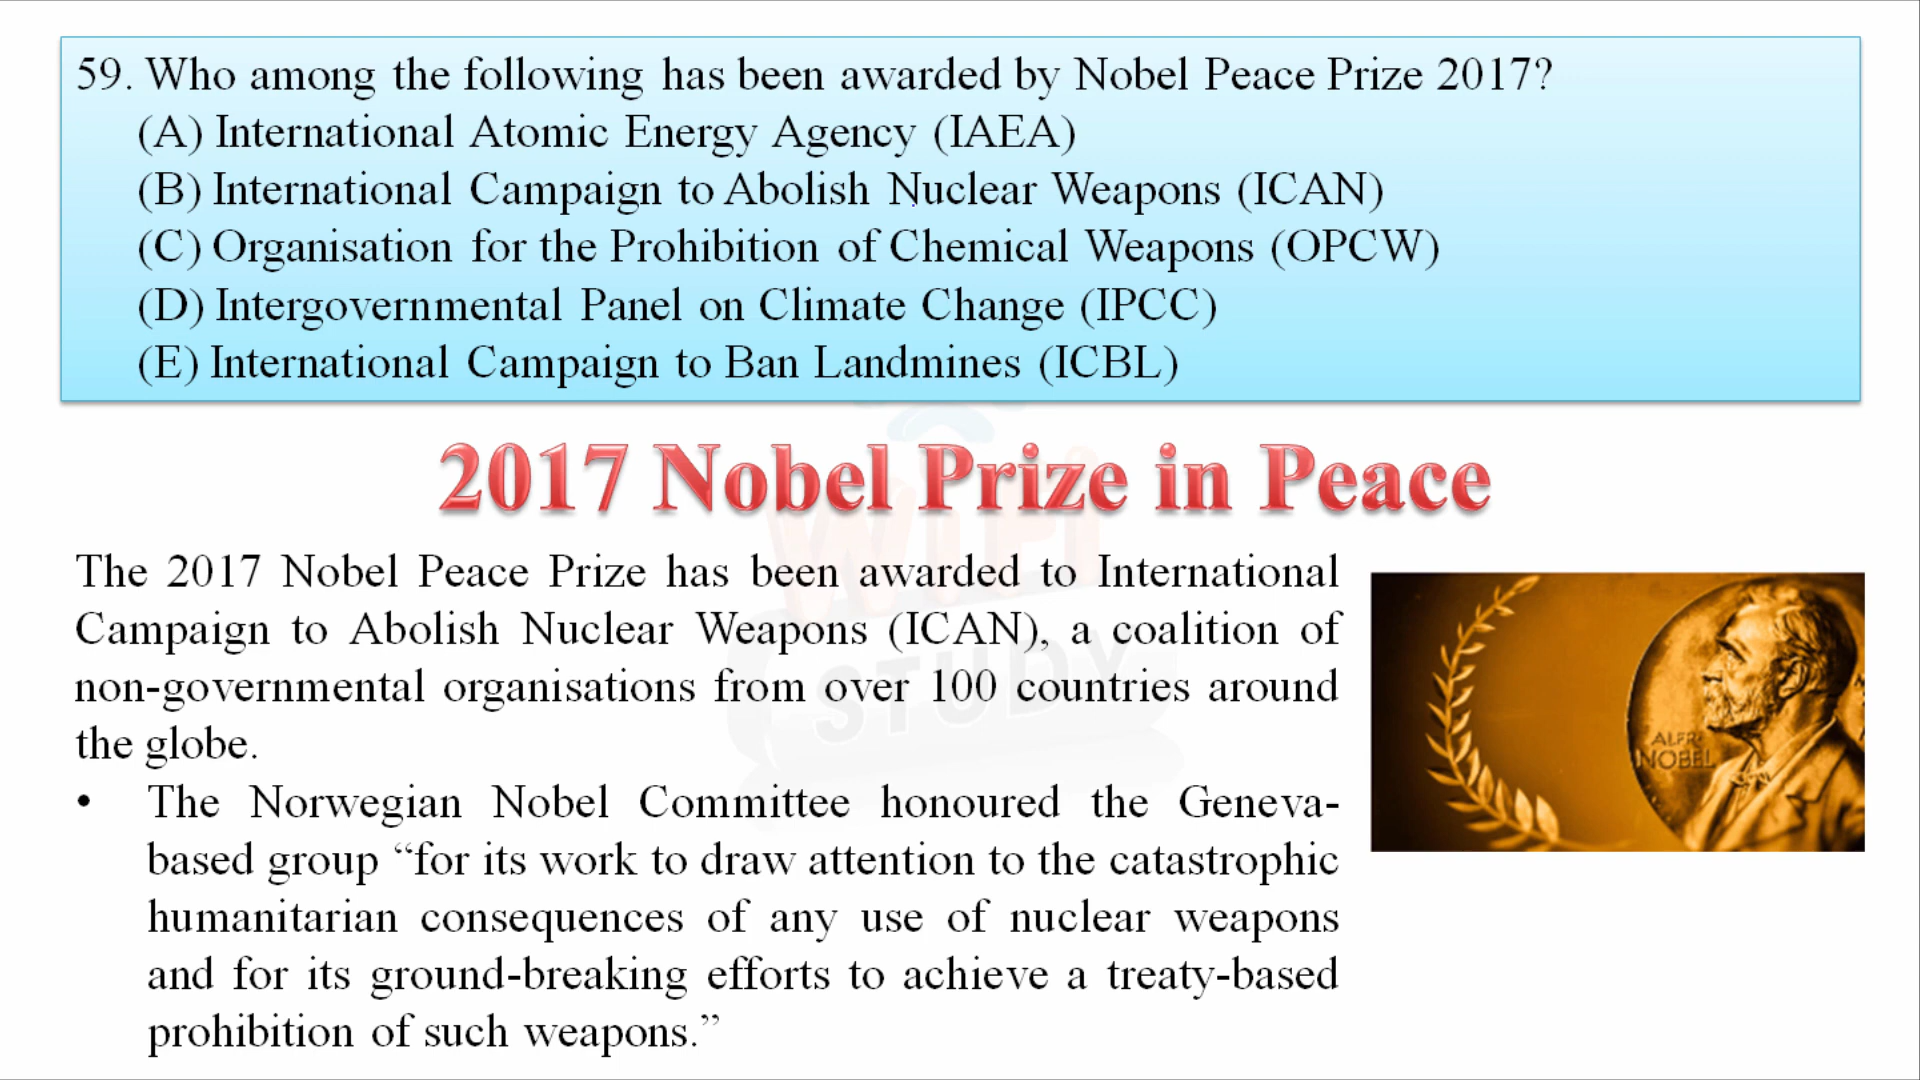 59. Who among the following has been awarded by Nobel Peace Prize 2017?
(A) International Atomic Energy Agency (IAEA)
(B) International Campaign to Abolish Nuclear Weapons (ICAN)
(C) Organisation for the Prohibition of Chemical Weapons (OPCW)
(D) Intergovernmental Panel on Climate Change (IPCC)
(E) International Campaign to Ban Landmines (ICBL)
2017 Nobel Prize in Peace
The 2017 Nobel Peace Prize has been awarded to International
Campaign to Abolish Nuclear Weapons (ICAN), a coalition of
non-governmental organisations from over 100 countries around
the globe.
• The Norwegian Nobel Committee honoured the Geneva-
based group “for its work to draw attention to the catastrophic
humanitarian consequences of any use of nuclear weapons
and for its ground-breaking efforts to achieve a treaty-based
prohibition of such weapons.”
WiFi
STUDY
ALFR
NOBEL